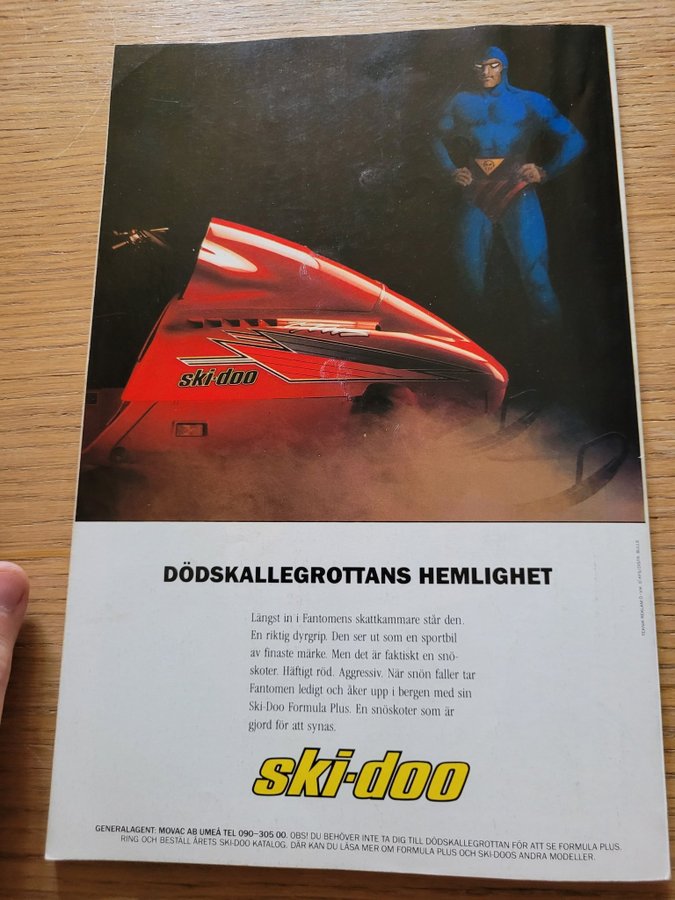 ski-doo
DÖDSKALLEGROTTANS HEMLIGHET
Längst in i Fantomens skattkammare står den.
En riktig dyrgrip. Den ser ut som en sportbil
av finaste märke. Men det är faktiskt en snö-
skoter. Häftigt röd. Aggressiv. När snön faller tar
Fantomen ledigt och åker upp i bergen med sin
Ski-Doo Formula Plus. En snöskoter som är
gjord för att synas.
ski-doo
GENERALAGENT: MOVAC AB UMEÅ TEL 090–305 00. OBS! DU BEHÖVER INTE TA DIG TILL DÖDSKALLEGROTTAN FÖR ATT SE FORMULA PLUS.
RING OCH BESTÄLL ÅRETS SKI-DOO KATALOG. DÄR KAN DU LÄSA MER OM FORMULA PLUS OCH SKI-DOOS ANDRA MODELLER.